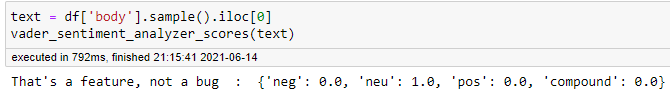 text = df['body'].sample().iloc[0]
vader_sentiment_analyzer_scores(text)
executed in 792ms, finished 21:15:41 2021-06-14
That's a feature, not a bug  :  {'neg': 0.0, 'neu': 1.0, 'pos': 0.0, 'compound': 0.0}